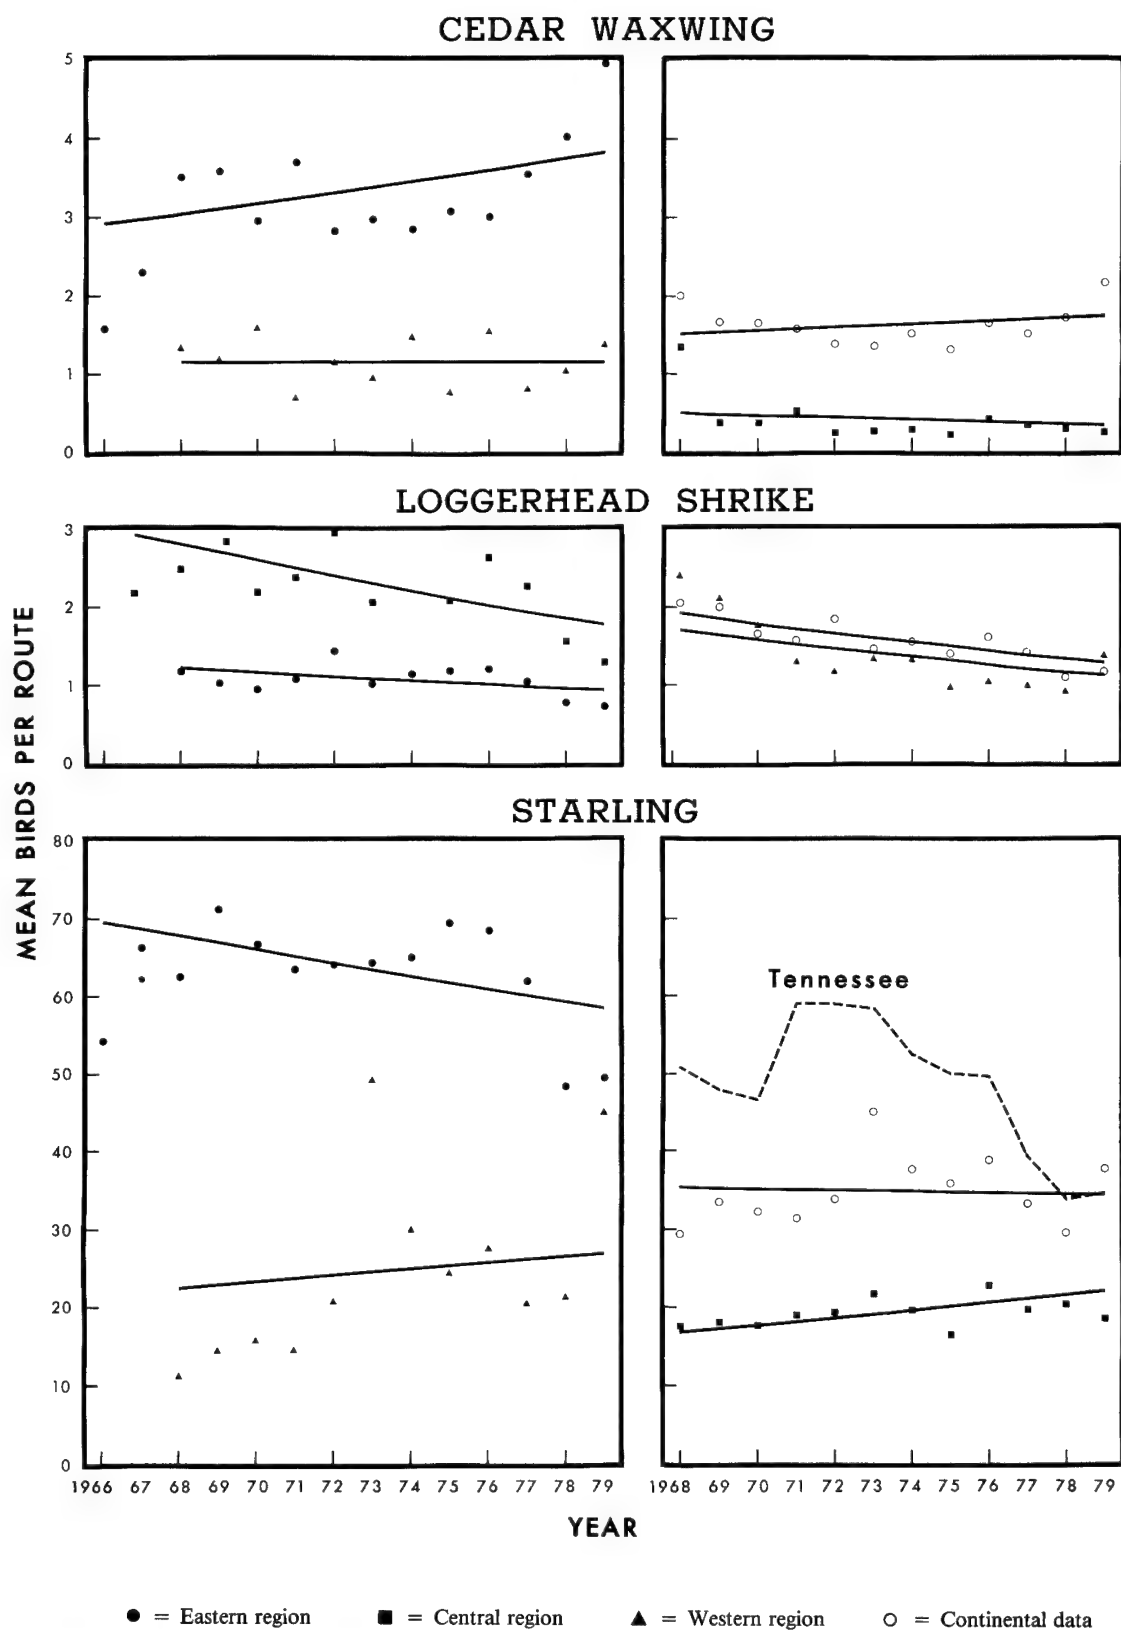 CEDAR WAXWING
5
4
3
2
1
0
LOGGERHEAD SHRIKE
3
2
1
0
MEAN BIRDS PER ROUTE
STARLING
80
70
60
50
40
30
20
10
0
Tennessee
1966 67 68 69 70 71 72 73 74 75 76 77 78 79
1968 69 70 71 72 73 74 75 76 77 78 79
YEAR
● = Eastern region ■ = Central region ▲ = Western region ○ = Continental data